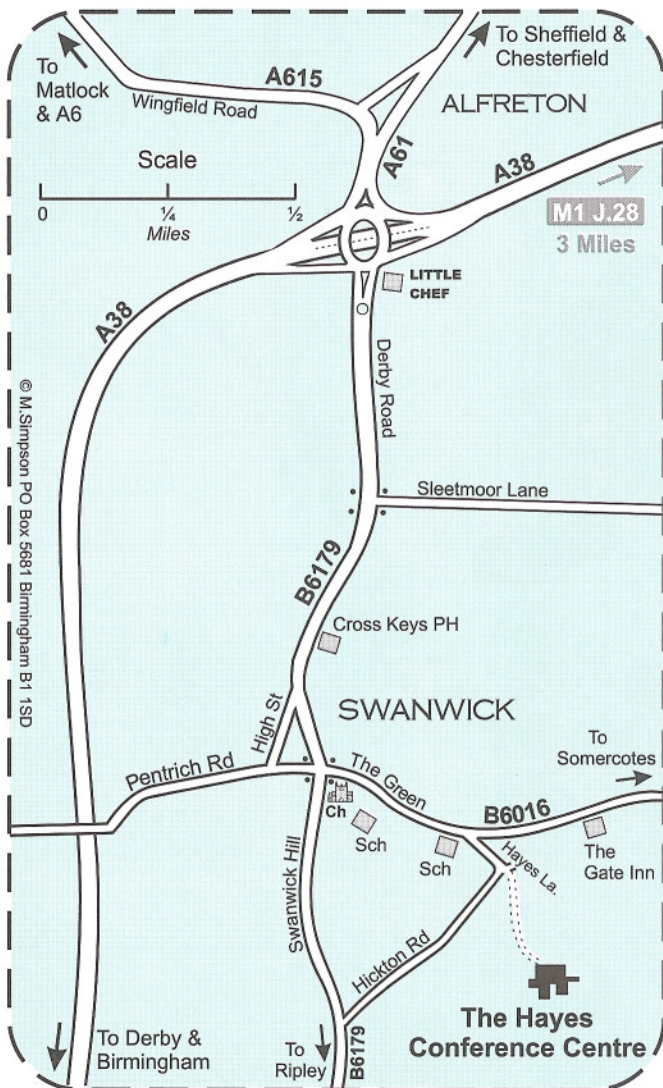 To
Matlock
& A6
A615
Wingfield Road
To Sheffield &
Chesterfield
ALFRETON
Scale
0 ¼ ½
Miles
A61
A38
M1 J.28
3 Miles
LITTLE
CHEF
A38
Derby Road
© M.Simpson PO Box 5681 Birmingham B1 1SD
Sleetmoor Lane
B6179
Cross Keys PH
SWANWICK
High St
Pentrich Rd
The Green
To
Somercotes
B6016
Ch
Sch
Sch
Hayes La.
The
Gate Inn
Swanwick Hill
Hickton Rd
The Hayes
Conference Centre
To Derby &
Birmingham
To
Ripley
B6179